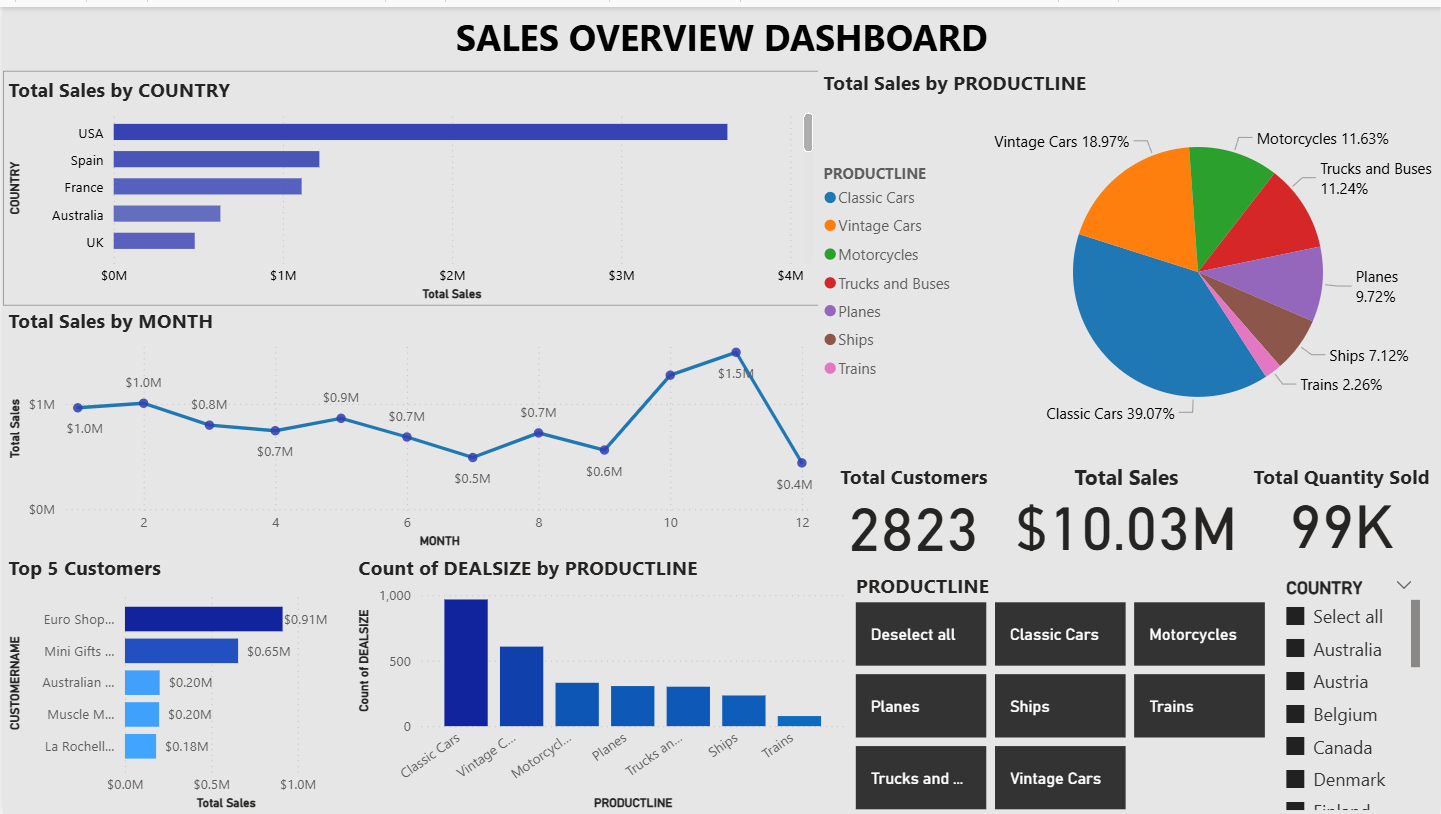 SALES OVERVIEW DASHBOARD
Total Sales by COUNTRY
COUNTRY
USA
Spain
France
Australia
UK
$0M $1M $2M $3M $4M
Total Sales
Total Sales by PRODUCTLINE
PRODUCTLINE
Classic Cars
Vintage Cars
Motorcycles
Trucks and Buses
Planes
Ships
Trains
Vintage Cars 18.97%
Motorcycles 11.63%
Trucks and Buses
11.24%
Planes
9.72%
Ships 7.12%
Trains 2.26%
Classic Cars 39.07%
Total Sales by MONTH
Total Sales
$1M
$0M
$1.0M
$1.0M
$0.8M
$0.7M
$0.9M
$0.7M
$0.5M
$0.7M
$0.6M
$1.5M
$0.4M
2 4 6 8 10 12
MONTH
Total Customers
2823
Total Sales
$10.03M
Total Quantity Sold
99K
Top 5 Customers
CUSTOMERNAME
Euro Shop... $0.91M
Mini Gifts ... $0.65M
Australian ... $0.20M
Muscle M... $0.20M
La Rochell... $0.18M
$0.0M $0.5M $1.0M
Total Sales
Count of DEALSIZE by PRODUCTLINE
Count of DEALSIZE
1,000
500
0
Classic Cars
Vintage C...
Motorcycl...
Planes
Trucks an...
Ships
Trains
PRODUCTLINE
PRODUCTLINE
Deselect all
Classic Cars
Motorcycles
Planes
Ships
Trains
Trucks and ...
Vintage Cars
COUNTRY
Select all
Australia
Austria
Belgium
Canada
Denmark
Finland